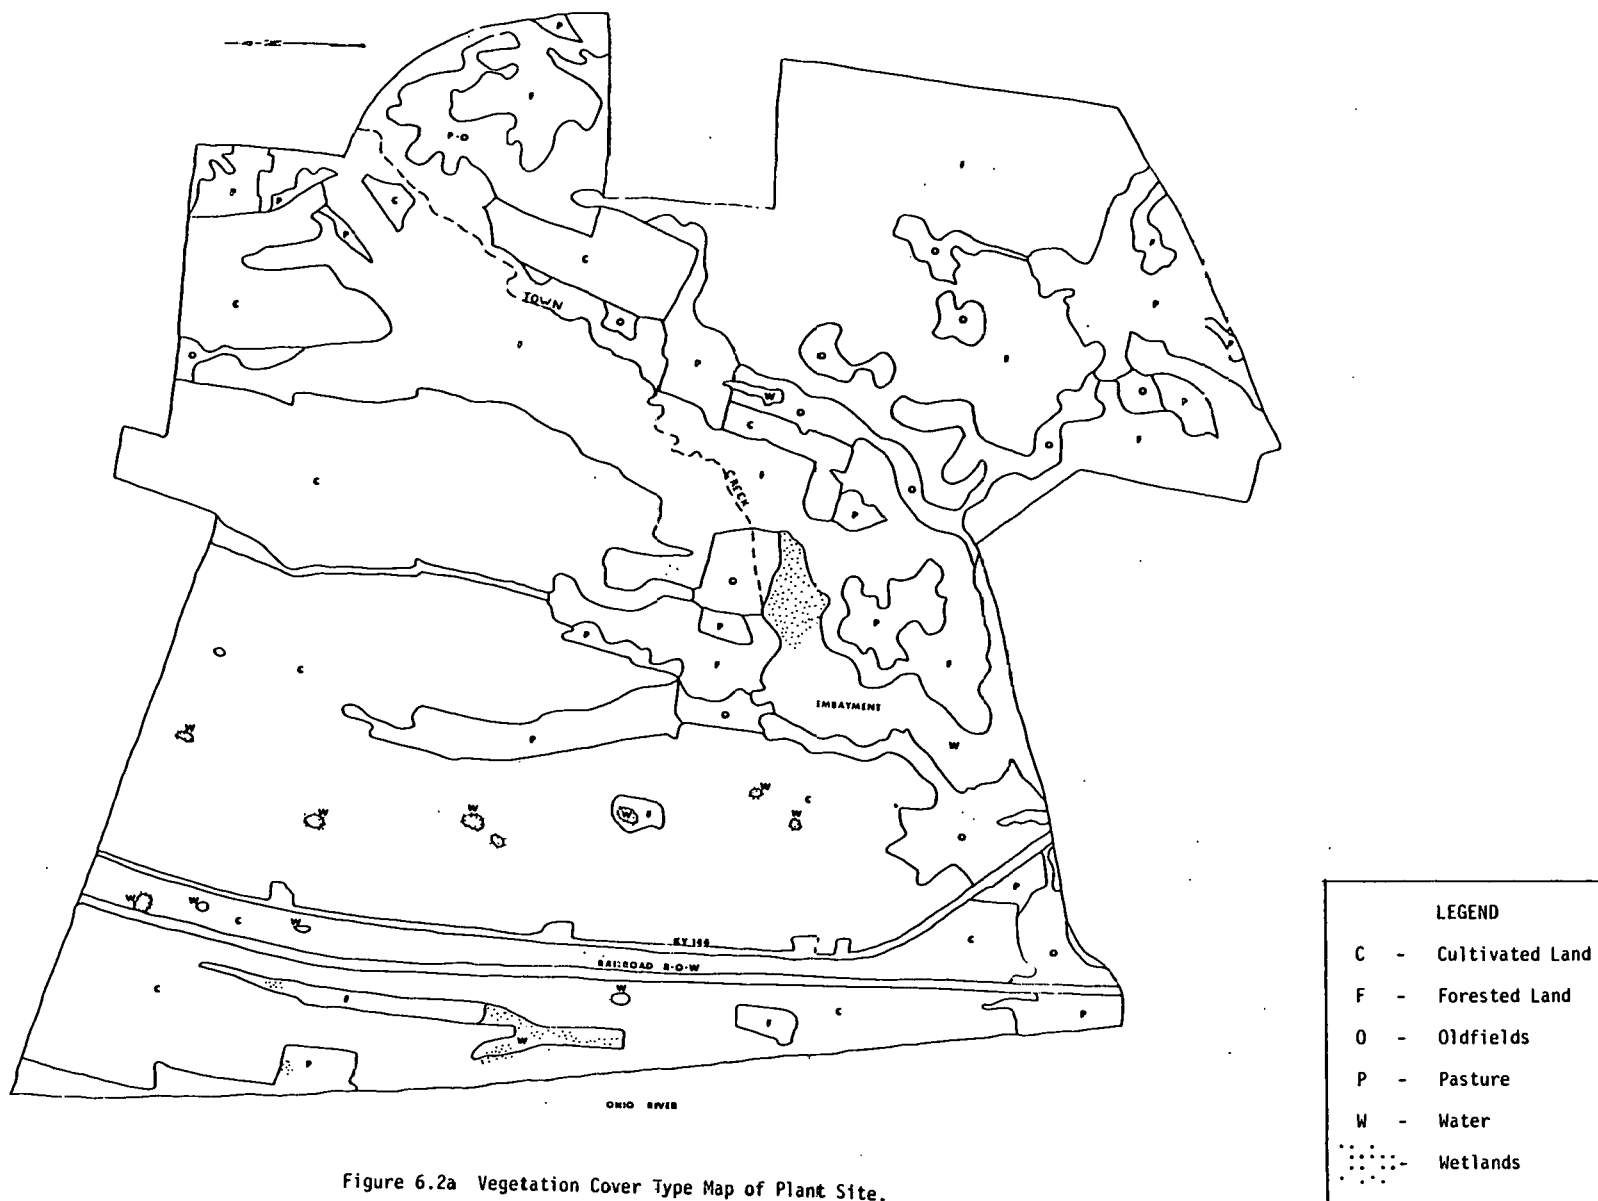 P
F
P-O
F
P
P
C
P
O
C
P
C
P
TOWN
O
O
F
O
F
P
O
P
W
O
O
P
C
F
O
C
F
CREEK
O
P
O
P
P
P
F
F
C
EMBAYMENT
O
W
W
P
W
C
W
W
W
W
F
O
P
W
W
C
W
KY
C
O
RAILROAD R-O-W
C
F
W
C
P
F
W
P
OHIO RIVER
LEGEND
C - Cultivated Land
F - Forested Land
O - Oldfields
P - Pasture
W - Water
- Wetlands
Figure 6.2a Vegetation Cover Type Map of Plant Site.